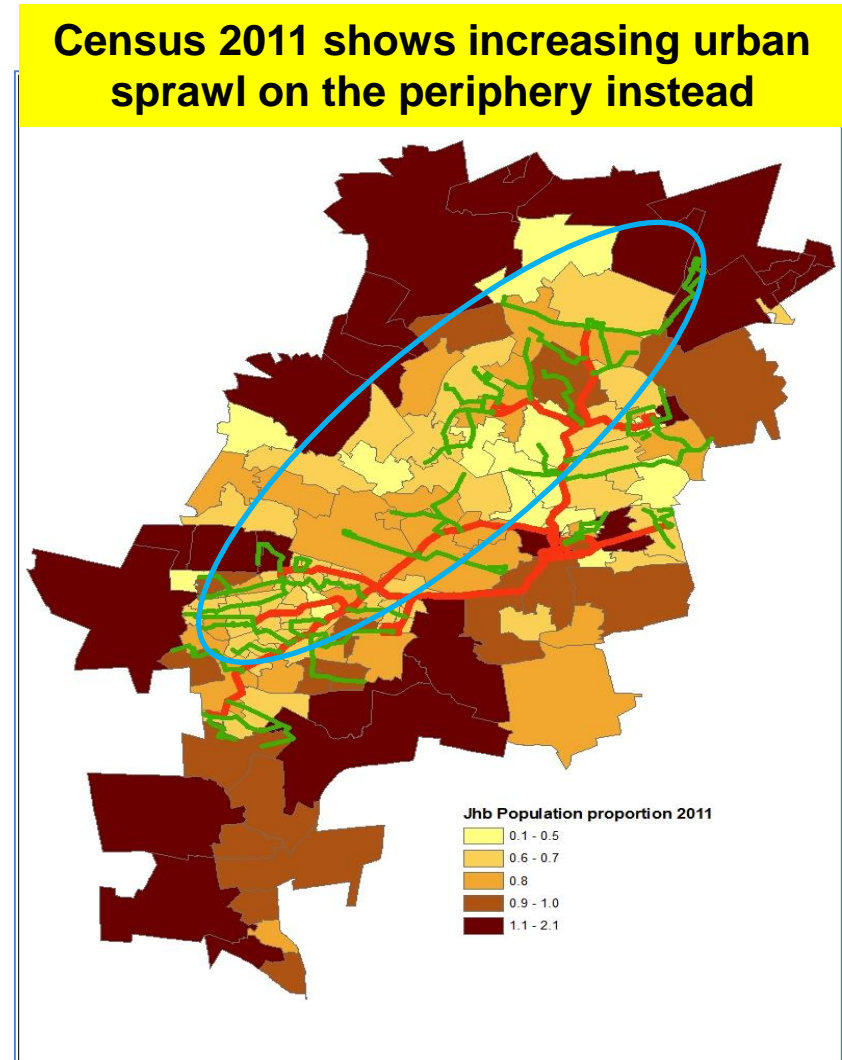 Census 2011 shows increasing urban
sprawl on the periphery instead
Jhb Population proportion 2011
0.1 - 0.5
0.6 - 0.7
0.8
0.9 - 1.0
1.1 - 2.1